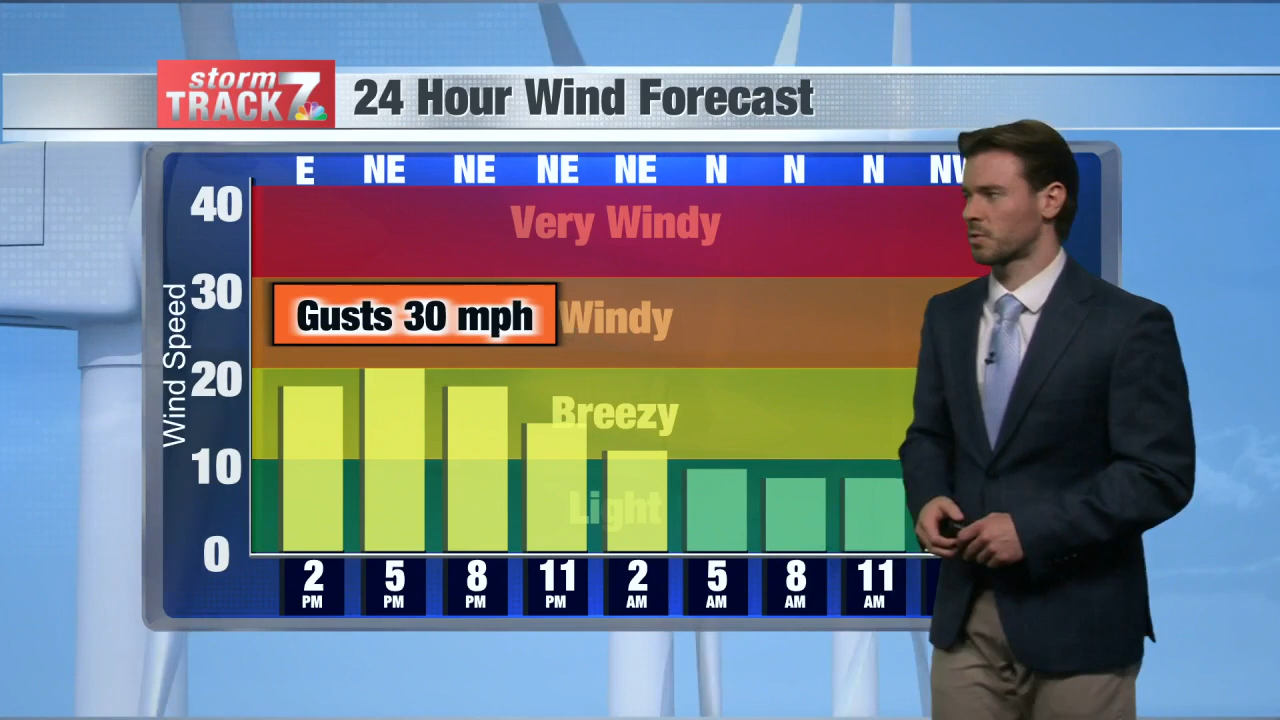 storm
TRACK 7
24 Hour Wind Forecast
E NE NE NE NE N N N
40
30
20
10
0
Wind Speed
Very Windy
Gusts 30 mph
Windy
Breezy
Light
2 PM
5 PM
8 PM
11 PM
2 AM
5 AM
8 AM
11 AM